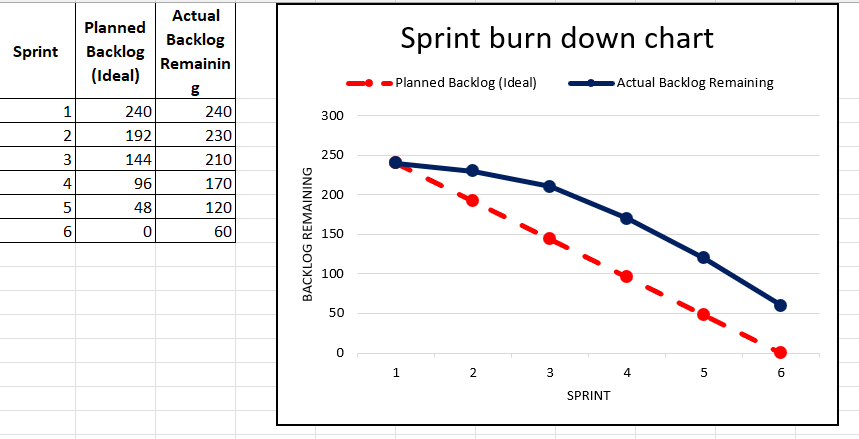 Sprint
Planned
Backlog
(Ideal)
Actual
Backlog
Remainin
g
1 240 240
2 192 230
3 144 210
4 96 170
5 48 120
6 0 60
Sprint burn down chart
Planned Backlog (Ideal) Actual Backlog Remaining
300
250
200
150
100
50
0
BACKLOG REMAINING
1 2 3 4 5 6
SPRINT